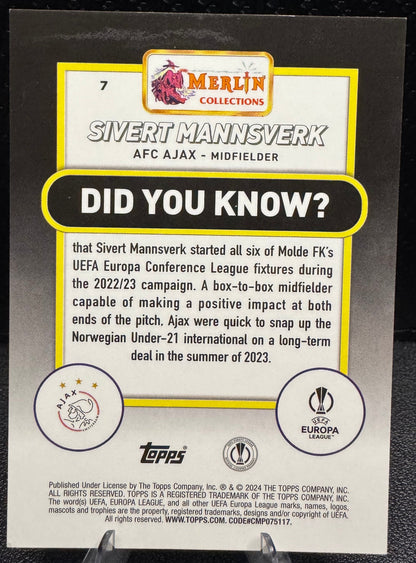 7
MERLIN
COLLECTIONS
SIVERT MANNSVERK
AFC AJAX - MIDFIELDER
DID YOU KNOW?
that Sivert Mannsverk started all six of Molde FK's
UEFA Europa Conference League fixtures during
the 2022/23 campaign. A box-to-box midfielder
capable of making a positive impact at both
ends of the pitch, Ajax were quick to snap up the
Norwegian Under-21 international on a long-term
deal in the summer of 2023.
AJAX
UEFA
EUROPA
LEAGUE™
topps
Published Under License by The Topps Company, Inc. ® & © 2024 THE TOPPS COMPANY, INC.
ALL RIGHTS RESERVED. TOPPS IS A REGISTERED TRADEMARK OF THE TOPPS COMPANY, INC.
The word(s) UEFA, UEFA Europa League, and all other UEFA Europa League marks, names, logos,
mascots and trophies are the property, registered trademarks, designs and/or copyright of UEFA.
All rights reserved. WWW.TOPPS.COM. CODE#CMP075117.